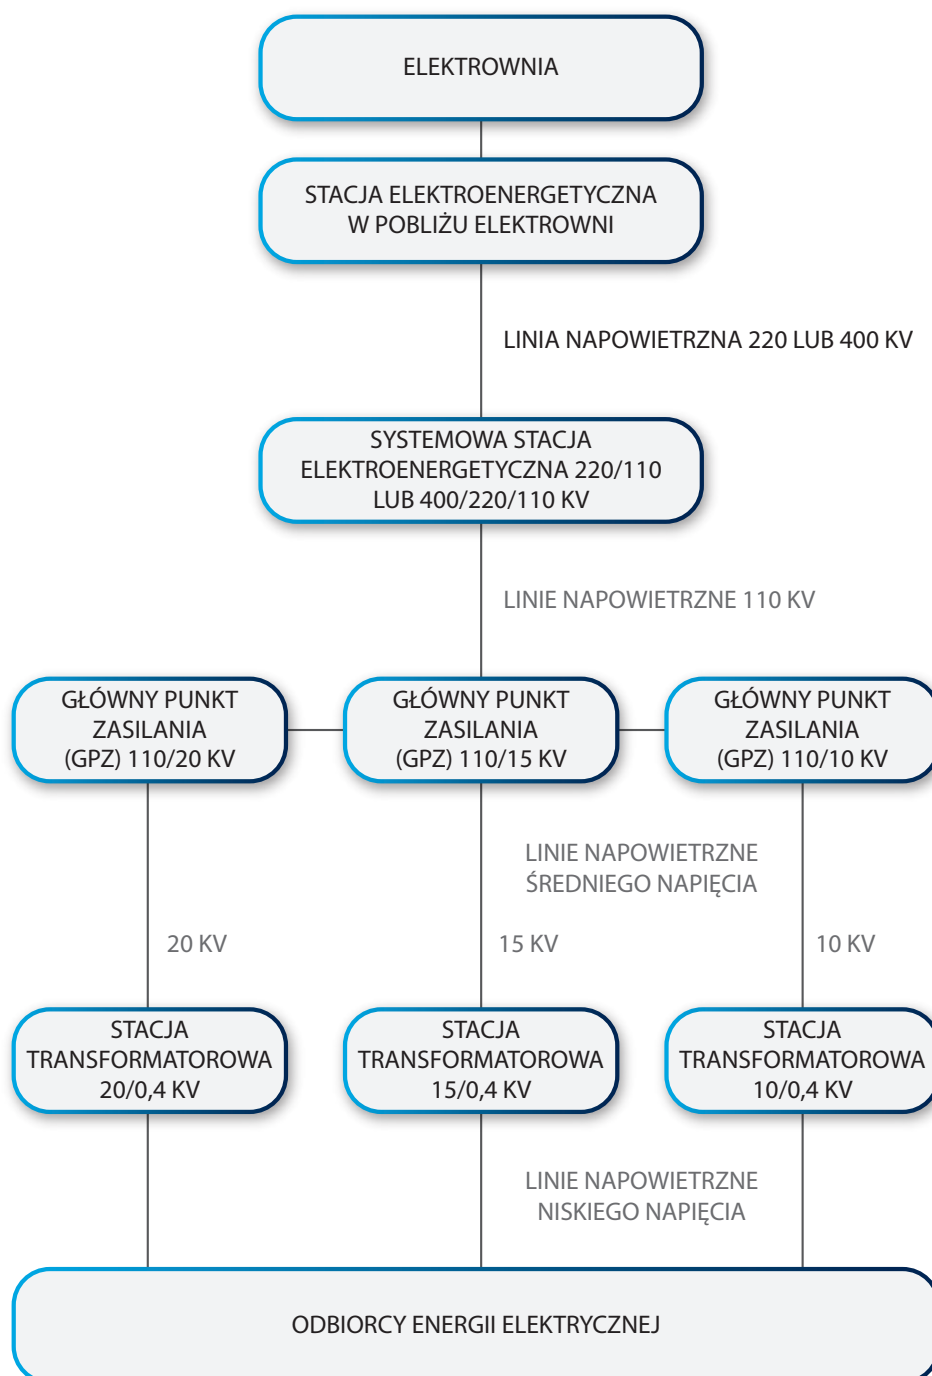 ELEKTROWNIA
STACJA ELEKTROENERGETYCZNA
W POBLIŻU ELEKTROWNI
LINIA NAPOWIETRZNA 220 LUB 400 KV
SYSTEMOWA STACJA
ELEKTROENERGETYCZNA 220/110
LUB 400/220/110 KV
LINIE NAPOWIETRZNE 110 KV
GŁÓWNY PUNKT
ZASILANIA
(GPZ) 110/20 KV
GŁÓWNY PUNKT
ZASILANIA
(GPZ) 110/15 KV
GŁÓWNY PUNKT
ZASILANIA
(GPZ) 110/10 KV
LINIE NAPOWIETRZNE
ŚREDNIEGO NAPIĘCIA
20 KV
15 KV
10 KV
STACJA
TRANSFORMATOROWA
20/0,4 KV
STACJA
TRANSFORMATOROWA
15/0,4 KV
STACJA
TRANSFORMATOROWA
10/0,4 KV
LINIE NAPOWIETRZNE
NISKIEGO NAPIĘCIA
ODBIORCY ENERGII ELEKTRYCZNEJ